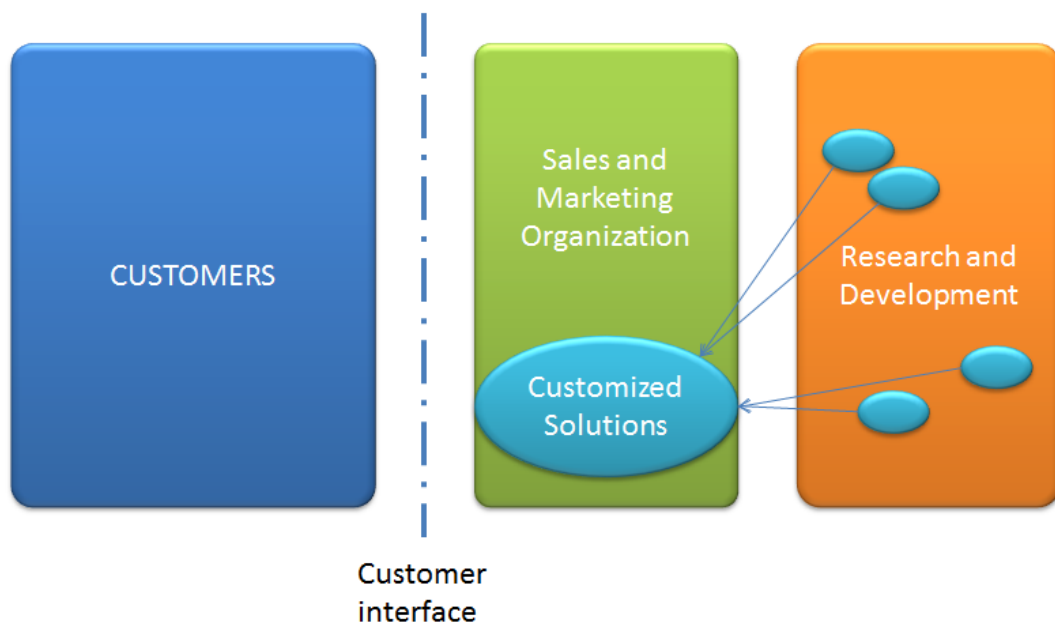 CUSTOMERS
Sales and
Marketing
Organization
Customized
Solutions
Research and
Development
Customer
interface